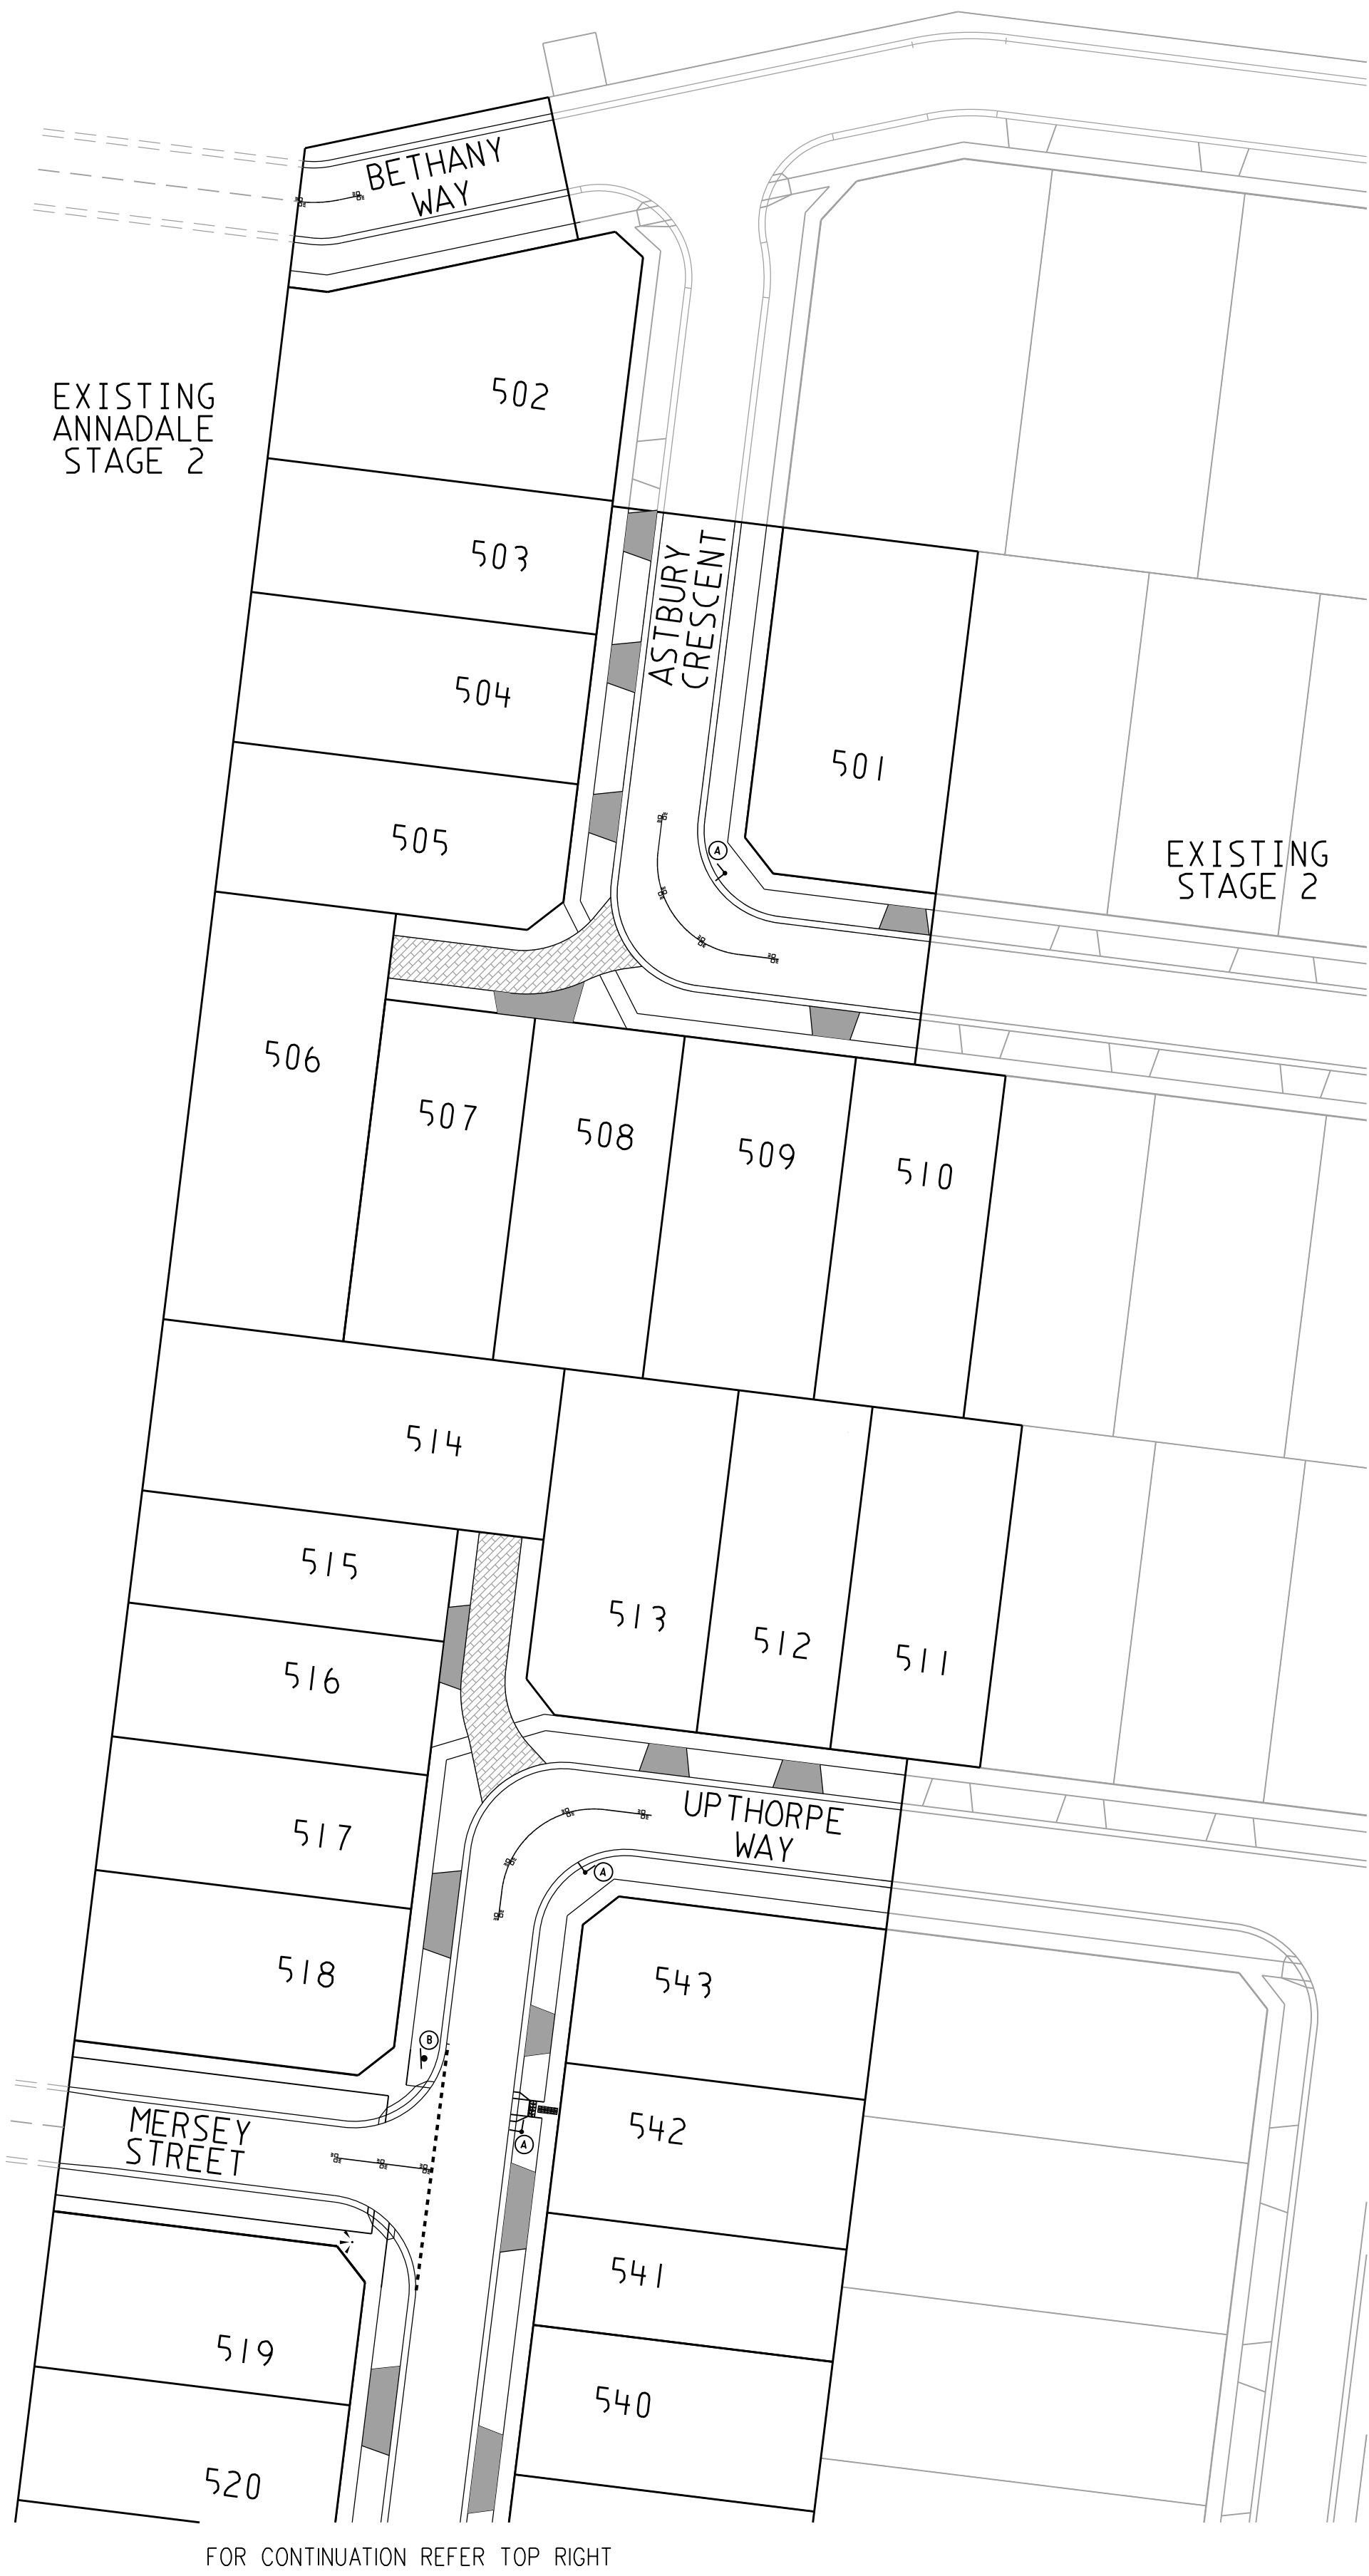 BETHANY
WAY
502
EXISTING
ANNADALE
STAGE 2
503
ASTBURY
CRESCENT
504
501
505
A
EXISTING
STAGE 2
506
507
508
509
510
514
515
513
512
511
516
UPTHORPE
WAY
517
A
518
543
B
MERSEY
STREET
542
A
541
519
540
520
FOR CONTINUATION REFER TOP RIGHT